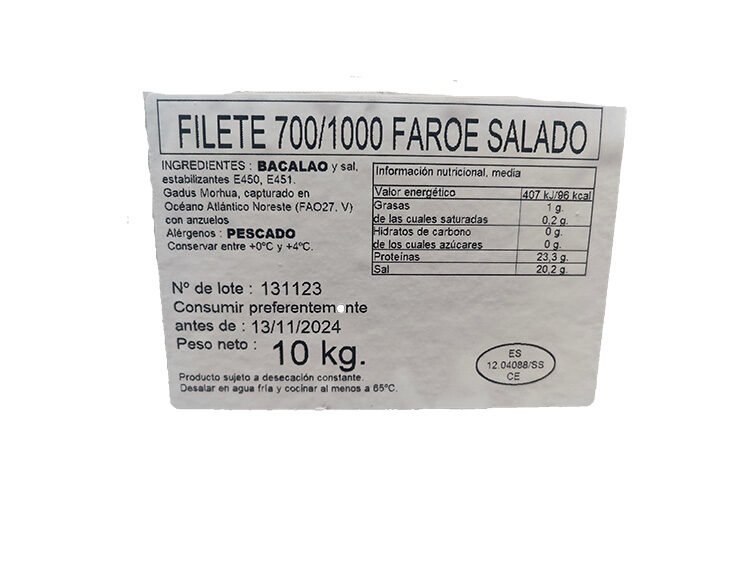 FILETE 700/1000 FAROE SALADO
INGREDIENTES : BACALAO y sal,
estabilizantes E450, E451.
Gadus Morhua, capturado en
Océano Atlántico Noreste (FAO27, V)
con anzuelos
Alérgenos : PESCADO
Conservar entre +0ºC y +4ºC.
Información nutricional, media
Valor energético 407 kJ/96 kcal
Grasas 1 g.
de las cuales saturadas 0,2 g.
Hidratos de carbono 0 g.
de los cuales azúcares 0 g.
Proteínas 23,3 g.
Sal 20,2 g.
Nº de lote : 131123
Consumir preferentemente
antes de : 13/11/2024
Peso neto : 10 kg.
Producto sujeto a desecación constante.
Desalar en agua fría y cocinar al menos a 65ºC.
ES
12.04088/SS
CE